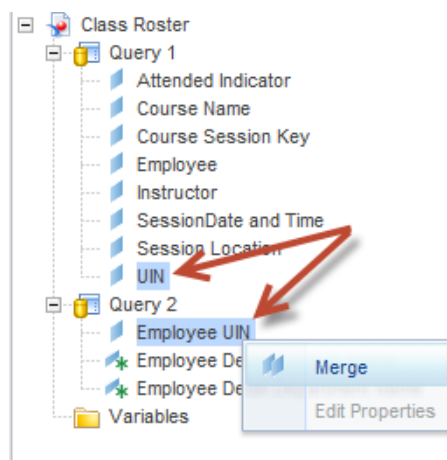 Class Roster
Query 1
Attended Indicator
Course Name
Course Session Key
Employee
Instructor
SessionDate and Time
Session Location
UIN
Query 2
Employee UIN
Employee De
Merge
Employee De
Edit Properties
Variables